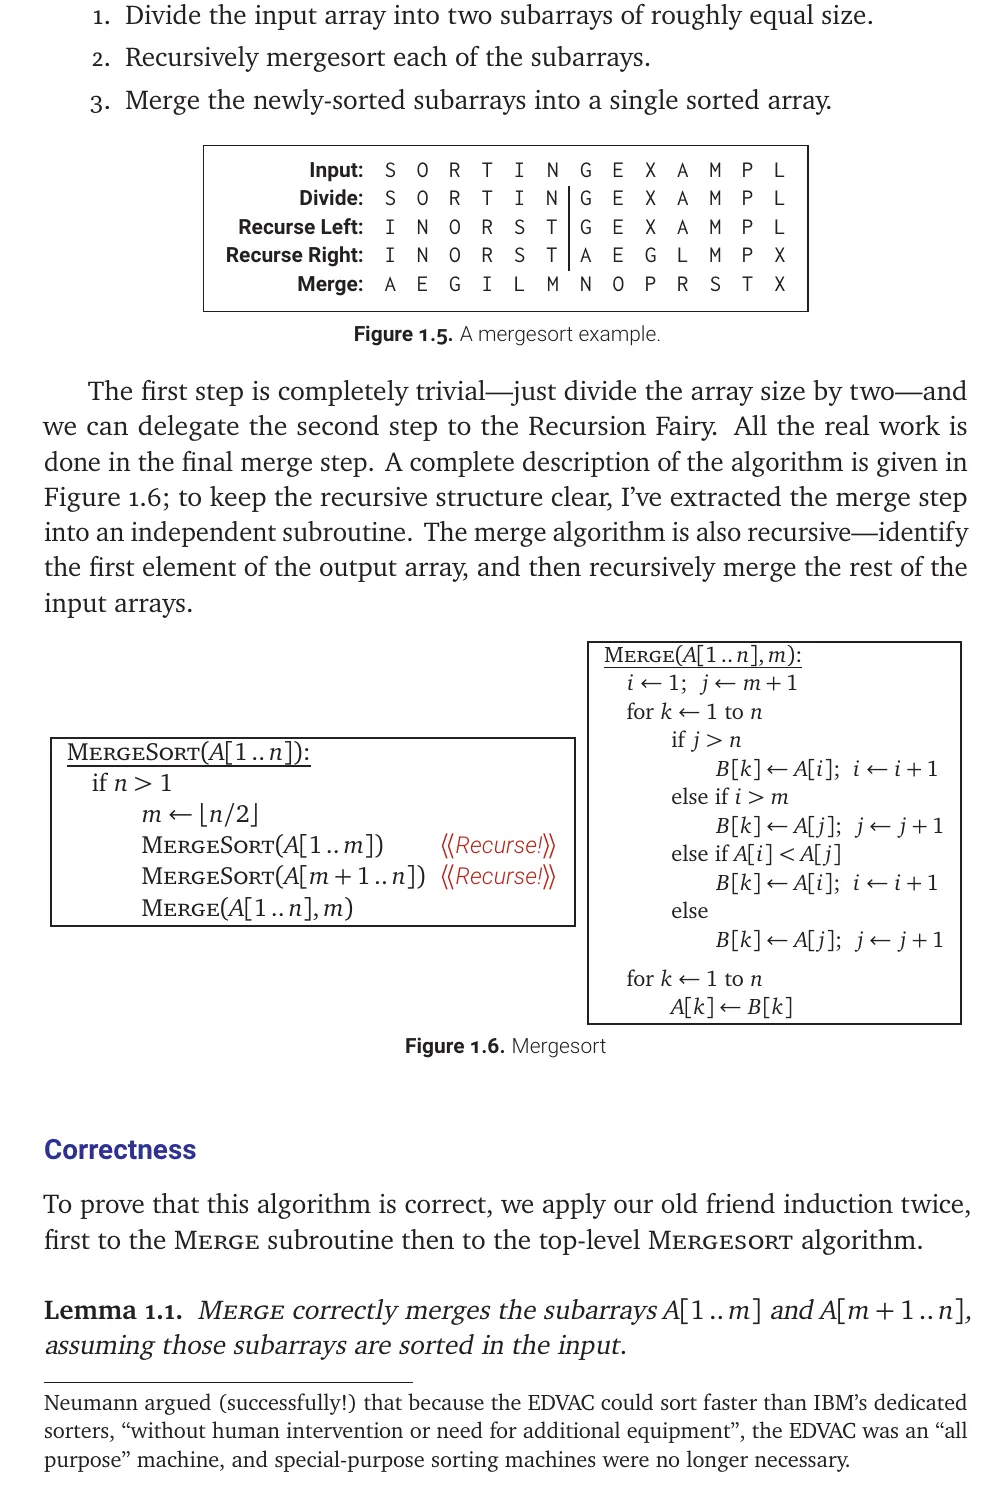 1. Divide the input array into two subarrays of roughly equal size.
2. Recursively mergesort each of the subarrays.
3. Merge the newly-sorted subarrays into a single sorted array.
Input: S O R T I N G E X A M P L
Divide: S O R T I N G E X A M P L
Recurse Left: I N O R S T G E X A M P L
Recurse Right: I N O R S T A E G L M P X
Merge: A E G I L M N O P R S T X
Figure 1.5. A mergesort example.
The first step is completely trivial—just divide the array size by two—and
we can delegate the second step to the Recursion Fairy. All the real work is
done in the final merge step. A complete description of the algorithm is given in
Figure 1.6; to keep the recursive structure clear, I’ve extracted the merge step
into an independent subroutine. The merge algorithm is also recursive—identify
the first element of the output array, and then recursively merge the rest of the
input arrays.
MERGESORT(A[1 .. n]):
if n > 1
m ← ⌊n/2⌋
MERGESORT(A[1 .. m]) ⟪Recurse!⟫
MERGESORT(A[m + 1 .. n]) ⟪Recurse!⟫
MERGE(A[1 .. n], m)
MERGE(A[1 .. n], m):
i ← 1; j ← m + 1
for k ← 1 to n
if j > n
B[k] ← A[i]; i ← i + 1
else if i > m
B[k] ← A[j]; j ← j + 1
else if A[i] < A[j]
B[k] ← A[i]; i ← i + 1
else
B[k] ← A[j]; j ← j + 1
for k ← 1 to n
A[k] ← B[k]
Figure 1.6. Mergesort
Correctness
To prove that this algorithm is correct, we apply our old friend induction twice,
first to the MERGE subroutine then to the top-level MERGESORT algorithm.
Lemma 1.1. MERGE correctly merges the subarrays A[1 .. m] and A[m + 1 .. n],
assuming those subarrays are sorted in the input.
Neumann argued (successfully!) that because the EDVAC could sort faster than IBM’s dedicated
sorters, “without human intervention or need for additional equipment”, the EDVAC was an “all
purpose” machine, and special-purpose sorting machines were no longer necessary.